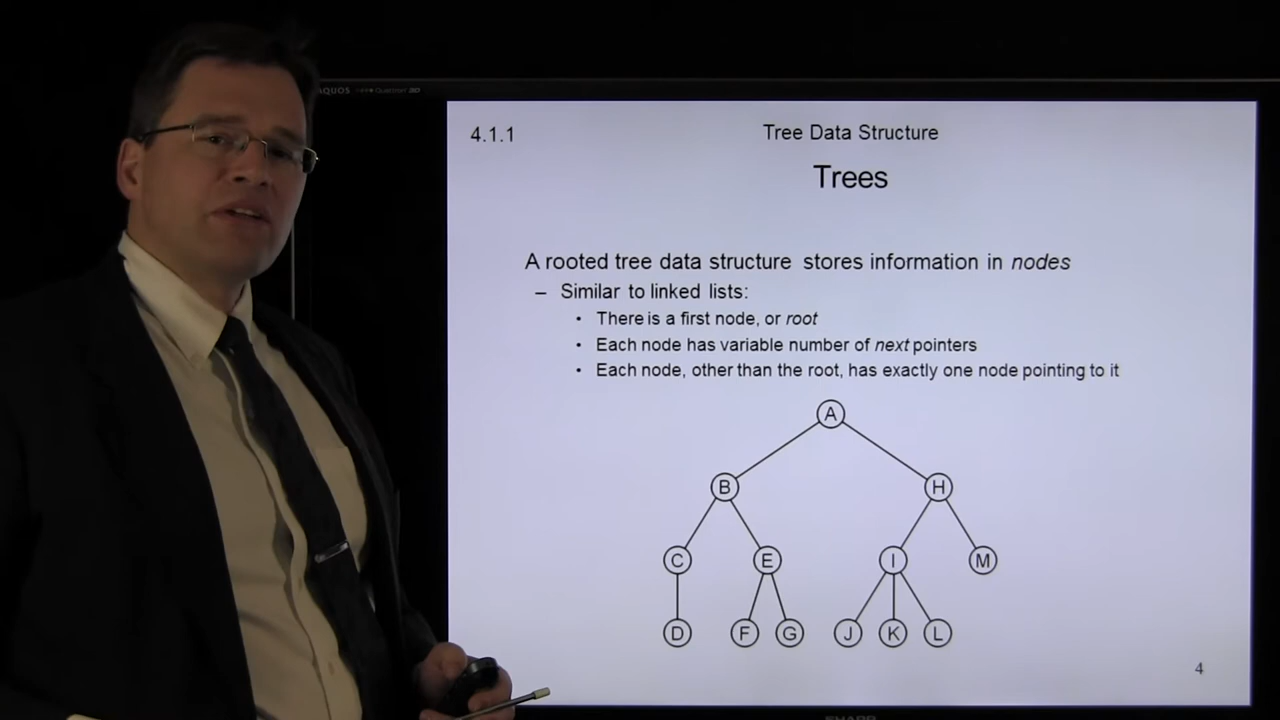 AQUOS
4.1.1
Tree Data Structure
Trees
A rooted tree data structure stores information in nodes
– Similar to linked lists:
• There is a first node, or root
• Each node has variable number of next pointers
• Each node, other than the root, has exactly one node pointing to it
A
B H
C E I M
D F G J K L
4